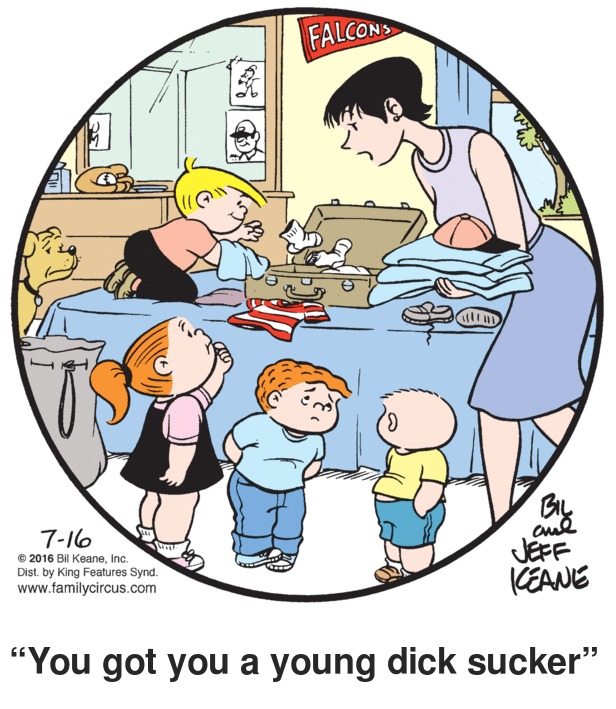 FALCONS
7-16
© 2016 Bil Keane, Inc.
Dist. by King Features Synd.
www.familycircus.com
BIL
and
JEFF
KEANE
“You got you a young dick sucker”